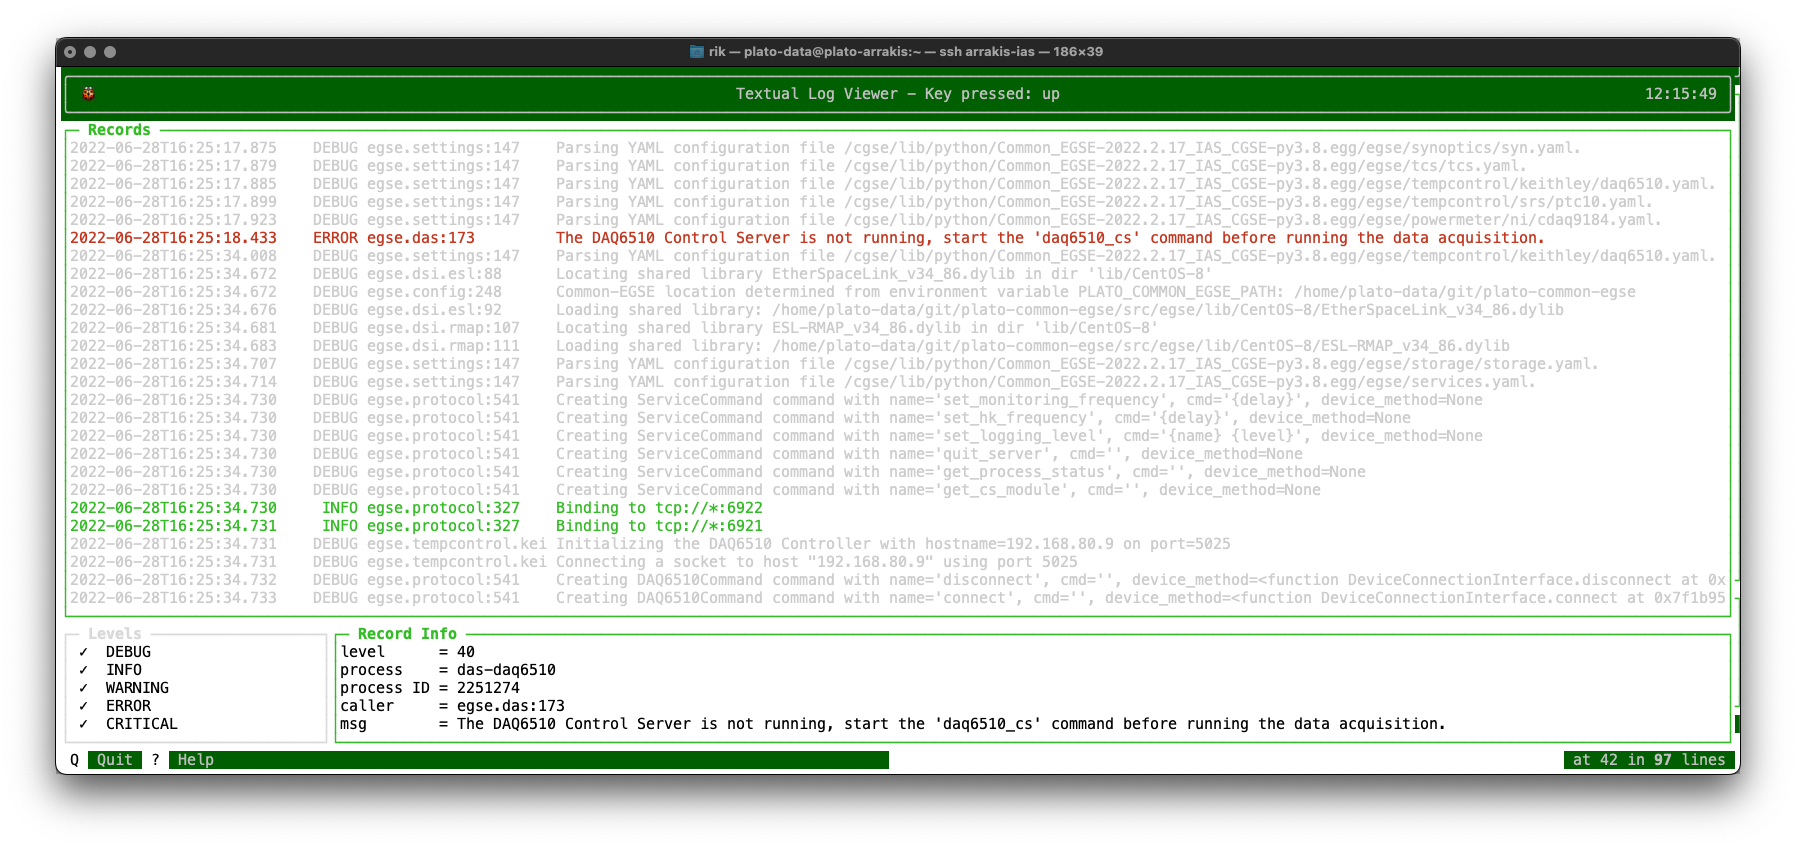 rik — plato-data@plato-arrakis:~ — ssh arrakis-ias — 186×39
Textual Log Viewer – Key pressed: up 12:15:49
Records
2022-06-28T16:25:17.875 DEBUG egse.settings:147 Parsing YAML configuration file /cgse/lib/python/Common_EGSE-2022.2.17_IAS_CGSE-py3.8.egg/egse/synoptics/syn.yaml.
2022-06-28T16:25:17.879 DEBUG egse.settings:147 Parsing YAML configuration file /cgse/lib/python/Common_EGSE-2022.2.17_IAS_CGSE-py3.8.egg/egse/tcs/tcs.yaml.
2022-06-28T16:25:17.885 DEBUG egse.settings:147 Parsing YAML configuration file /cgse/lib/python/Common_EGSE-2022.2.17_IAS_CGSE-py3.8.egg/egse/tempcontrol/keithley/daq6510.yaml.
2022-06-28T16:25:17.899 DEBUG egse.settings:147 Parsing YAML configuration file /cgse/lib/python/Common_EGSE-2022.2.17_IAS_CGSE-py3.8.egg/egse/tempcontrol/srs/ptc10.yaml.
2022-06-28T16:25:17.923 DEBUG egse.settings:147 Parsing YAML configuration file /cgse/lib/python/Common_EGSE-2022.2.17_IAS_CGSE-py3.8.egg/egse/powermeter/ni/cdaq9184.yaml.
2022-06-28T16:25:18.433 ERROR egse.das:173 The DAQ6510 Control Server is not running, start the 'daq6510_cs' command before running the data acquisition.
2022-06-28T16:25:34.008 DEBUG egse.settings:147 Parsing YAML configuration file /cgse/lib/python/Common_EGSE-2022.2.17_IAS_CGSE-py3.8.egg/egse/tempcontrol/keithley/daq6510.yaml.
2022-06-28T16:25:34.672 DEBUG egse.dsi.esl:88 Locating shared library EtherSpaceLink_v34_86.dylib in dir 'lib/CentOS-8'
2022-06-28T16:25:34.672 DEBUG egse.config:248 Common-EGSE location determined from environment variable PLATO_COMMON_EGSE_PATH: /home/plato-data/git/plato-common-egse
2022-06-28T16:25:34.676 DEBUG egse.dsi.esl:92 Loading shared library: /home/plato-data/git/plato-common-egse/src/egse/lib/CentOS-8/EtherSpaceLink_v34_86.dylib
2022-06-28T16:25:34.681 DEBUG egse.dsi.rmap:107 Locating shared library ESL-RMAP_v34_86.dylib in dir 'lib/CentOS-8'
2022-06-28T16:25:34.683 DEBUG egse.dsi.rmap:111 Loading shared library: /home/plato-data/git/plato-common-egse/src/egse/lib/CentOS-8/ESL-RMAP_v34_86.dylib
2022-06-28T16:25:34.707 DEBUG egse.settings:147 Parsing YAML configuration file /cgse/lib/python/Common_EGSE-2022.2.17_IAS_CGSE-py3.8.egg/egse/storage/storage.yaml.
2022-06-28T16:25:34.714 DEBUG egse.settings:147 Parsing YAML configuration file /cgse/lib/python/Common_EGSE-2022.2.17_IAS_CGSE-py3.8.egg/egse/services.yaml.
2022-06-28T16:25:34.730 DEBUG egse.protocol:541 Creating ServiceCommand command with name='set_monitoring_frequency', cmd='{delay}', device_method=None
2022-06-28T16:25:34.730 DEBUG egse.protocol:541 Creating ServiceCommand command with name='set_hk_frequency', cmd='{delay}', device_method=None
2022-06-28T16:25:34.730 DEBUG egse.protocol:541 Creating ServiceCommand command with name='set_logging_level', cmd='{name} {level}', device_method=None
2022-06-28T16:25:34.730 DEBUG egse.protocol:541 Creating ServiceCommand command with name='quit_server', cmd='', device_method=None
2022-06-28T16:25:34.730 DEBUG egse.protocol:541 Creating ServiceCommand command with name='get_process_status', cmd='', device_method=None
2022-06-28T16:25:34.730 DEBUG egse.protocol:541 Creating ServiceCommand command with name='get_cs_module', cmd='', device_method=None
2022-06-28T16:25:34.730 INFO egse.protocol:327 Binding to tcp://*:6922
2022-06-28T16:25:34.731 INFO egse.protocol:327 Binding to tcp://*:6921
2022-06-28T16:25:34.731 DEBUG egse.tempcontrol.kei Initializing the DAQ6510 Controller with hostname=192.168.80.9 on port=5025
2022-06-28T16:25:34.731 DEBUG egse.tempcontrol.kei Connecting a socket to host "192.168.80.9" using port 5025
2022-06-28T16:25:34.732 DEBUG egse.protocol:541 Creating DAQ6510Command command with name='disconnect', cmd='', device_method=<function DeviceConnectionInterface.disconnect at 0x
2022-06-28T16:25:34.733 DEBUG egse.protocol:541 Creating DAQ6510Command command with name='connect', cmd='', device_method=<function DeviceConnectionInterface.connect at 0x7f1b95
Levels
✓ DEBUG
✓ INFO
✓ WARNING
✓ ERROR
✓ CRITICAL
Record Info
level = 40
process = das-daq6510
process ID = 2251274
caller = egse.das:173
msg = The DAQ6510 Control Server is not running, start the 'daq6510_cs' command before running the data acquisition.
Q Quit ? Help at 42 in 97 lines